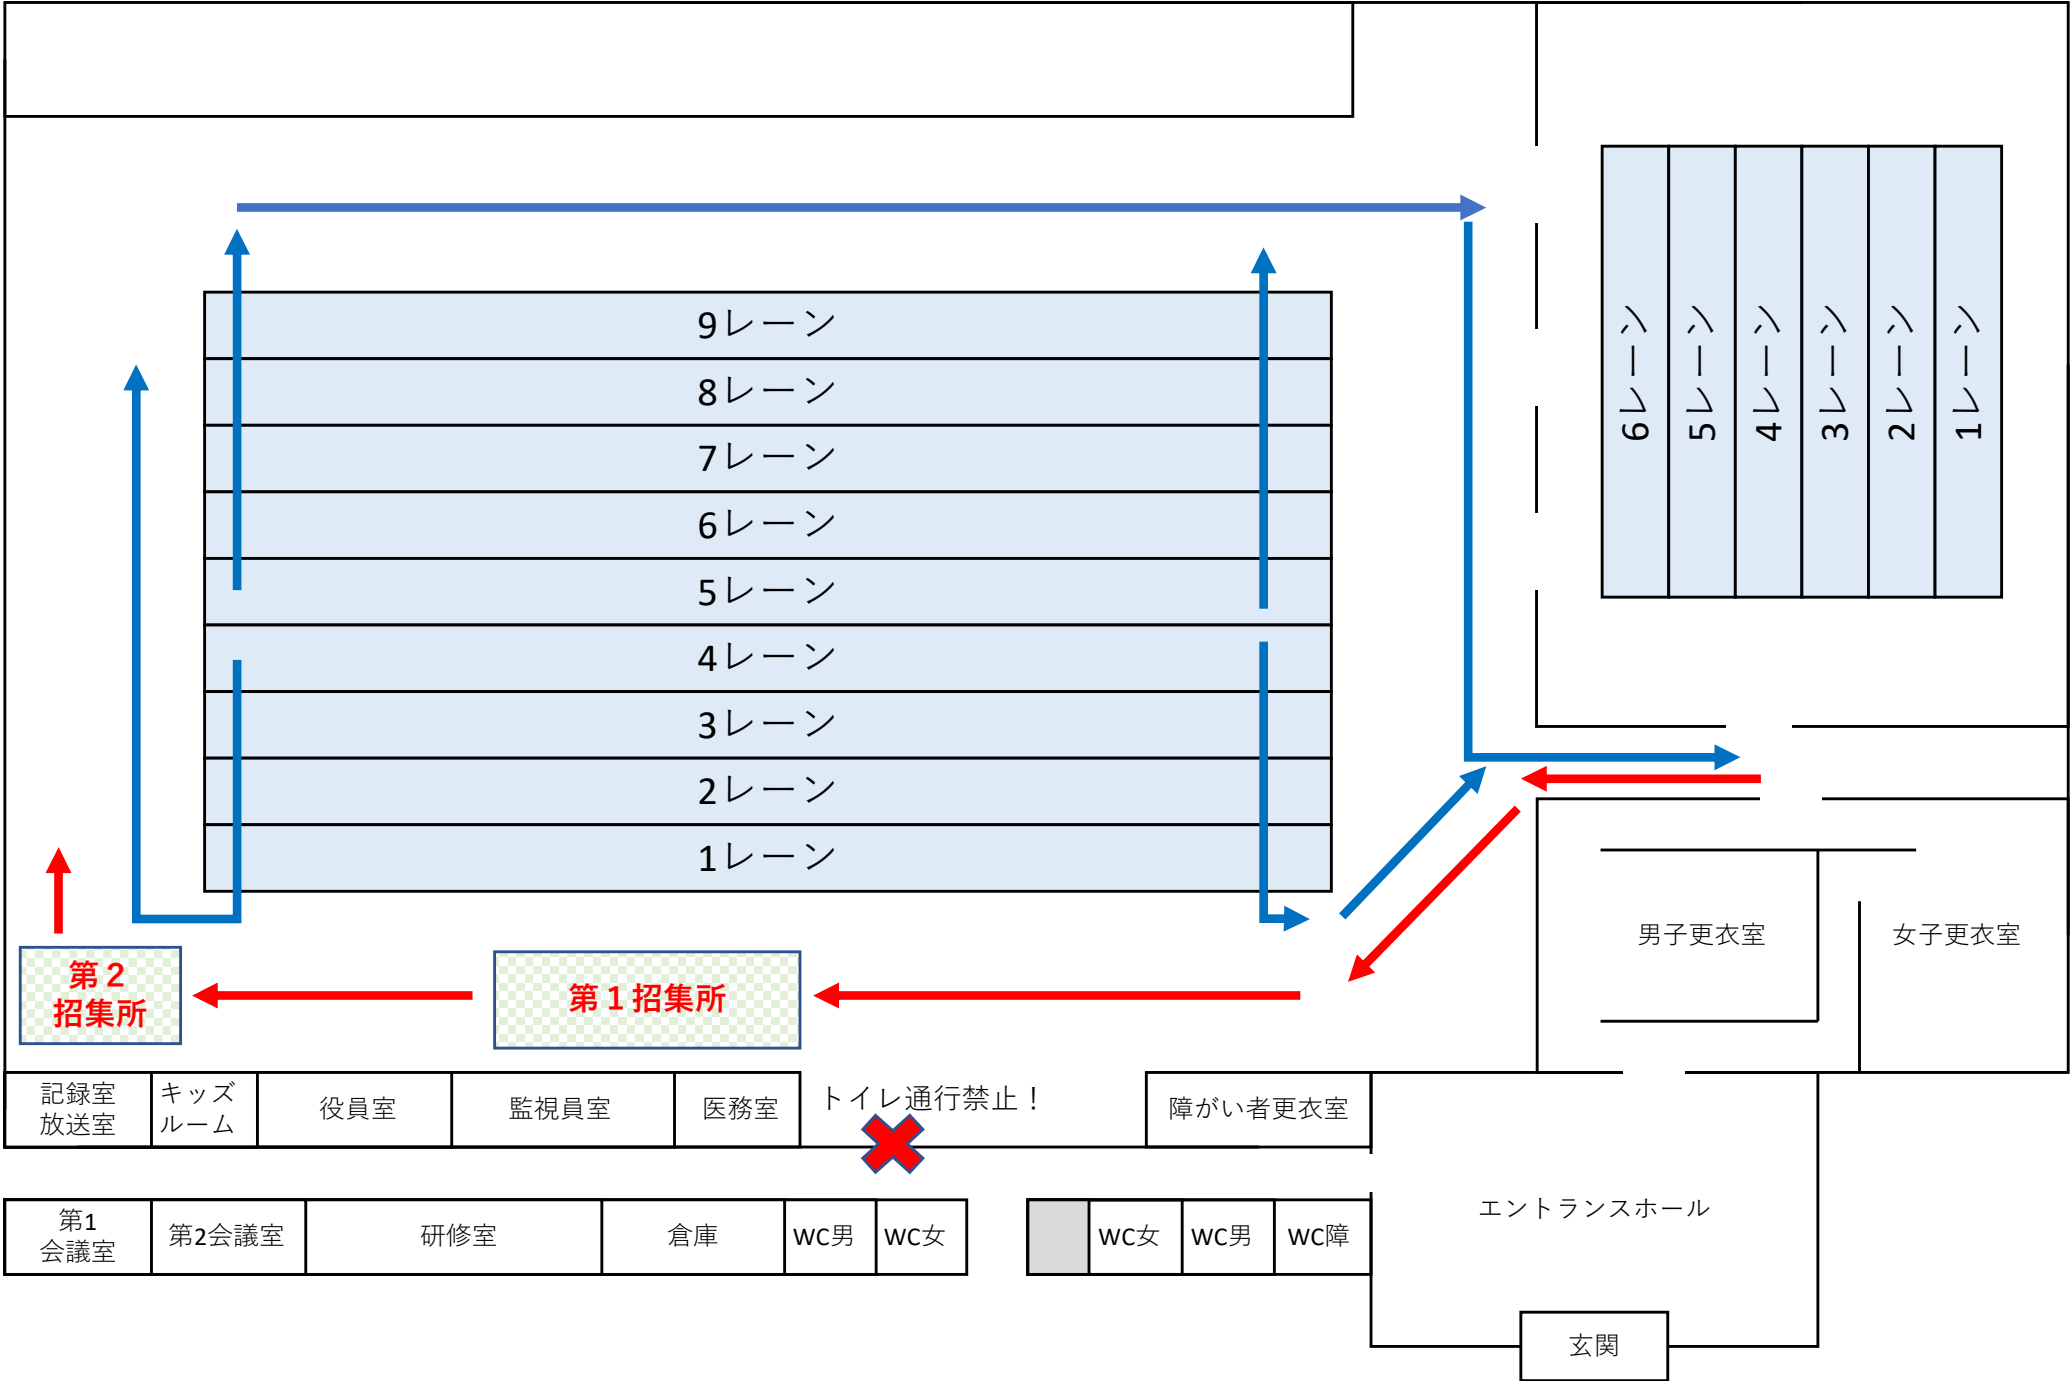 9レーン
8レーン
7レーン
6レーン
5レーン
4レーン
3レーン
2レーン
1レーン
6レーン
5レーン
4レーン
3レーン
2レーン
1レーン
男子更衣室
女子更衣室
第2
招集所
第1招集所
記録室
放送室
キッズ
ルーム
役員室
監視員室
医務室
トイレ通行禁止！
障がい者更衣室
第1
会議室
第2会議室
研修室
倉庫
WC男
WC女
WC女
WC男
WC障
エントランスホール
玄関